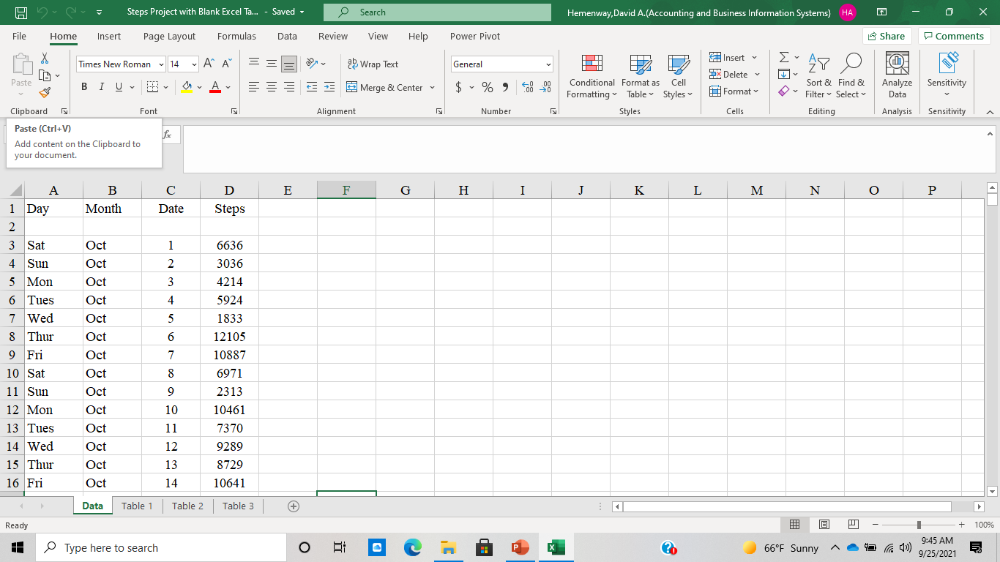 Steps Project with Blank Excel Ta... - Saved
Search
Hemenway,David A.(Accounting and Business Information Systems) HA
File Home Insert Page Layout Formulas Data Review View Help Power Pivot Share Comments
Paste
Times New Roman 14 A A
B I U A
ab Wrap Text
Merge & Center
General
$ % 9 .00 .00
Conditional Formatting
Format as Table
Cell Styles
Insert
Delete
Format
Sort & Filter
Find & Select
Analyze Data
Sensitivity
Clipboard Font Alignment Number Styles Cells Editing Analysis Sensitivity
Paste (Ctrl+V)
Add content on the Clipboard to
your document.
fx
A B C D E F G H I J K L M N O P
1 Day Month Date Steps
2
3 Sat Oct 1 6636
4 Sun Oct 2 3036
5 Mon Oct 3 4214
6 Tues Oct 4 5924
7 Wed Oct 5 1833
8 Thur Oct 6 12105
9 Fri Oct 7 10887
10 Sat Oct 8 6971
11 Sun Oct 9 2313
12 Mon Oct 10 10461
13 Tues Oct 11 7370
14 Wed Oct 12 9289
15 Thur Oct 13 8729
16 Fri Oct 14 10641
Data Table 1 Table 2 Table 3
Ready 100%
Type here to search
66°F Sunny
9:45 AM
9/25/2021